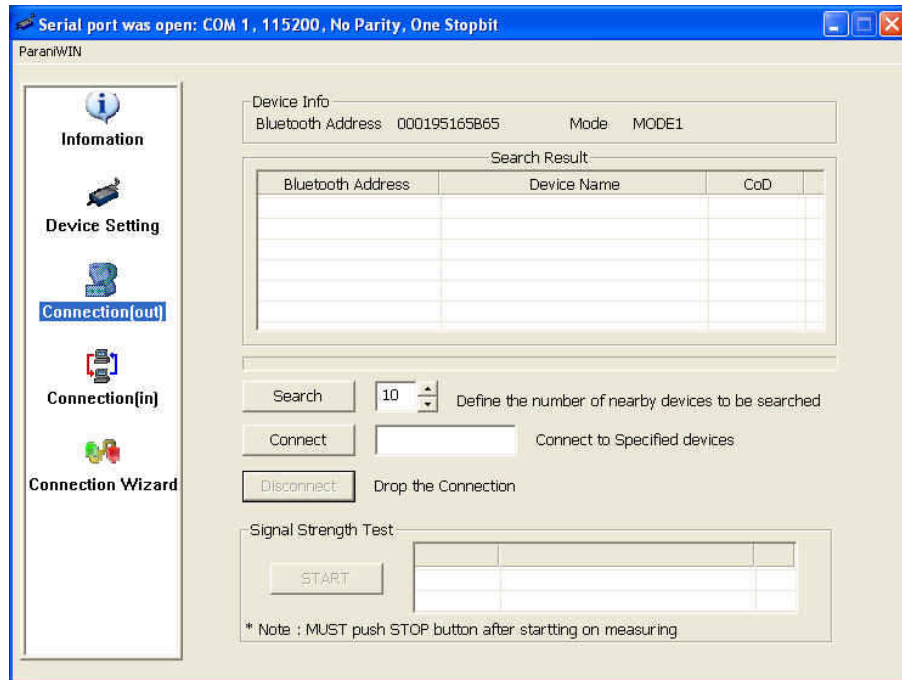 Serial port was open: COM 1, 115200, No Parity, One Stopbit
ParaniWIN
Infomation
Device Setting
Connection(out)
Connection(in)
Connection Wizard
Device Info
Bluetooth Address 000195165B65 Mode MODE1
Search Result
Bluetooth Address Device Name CoD
Search 10 Define the number of nearby devices to be searched
Connect Connect to Specified devices
Disconnect Drop the Connection
Signal Strength Test
START
* Note : MUST push STOP button after startting on measuring